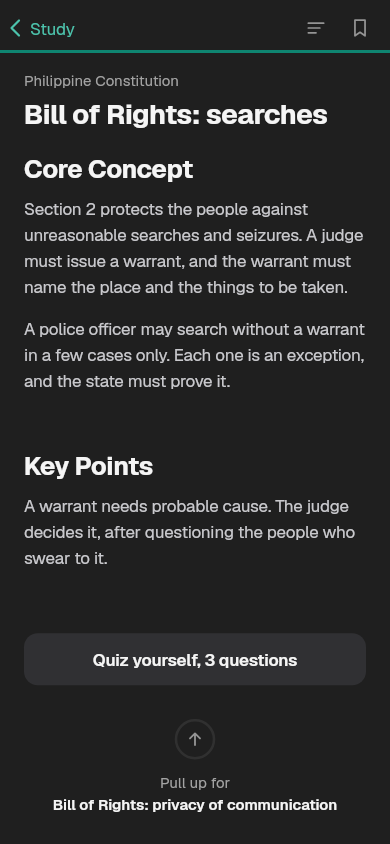 Study
Philippine Constitution
Bill of Rights: searches
Core Concept
Section 2 protects the people against
unreasonable searches and seizures. A judge
must issue a warrant, and the warrant must
name the place and the things to be taken.
A police officer may search without a warrant
in a few cases only. Each one is an exception,
and the state must prove it.
Key Points
A warrant needs probable cause. The judge
decides it, after questioning the people who
swear to it.
Quiz yourself, 3 questions
Pull up for
Bill of Rights: privacy of communication